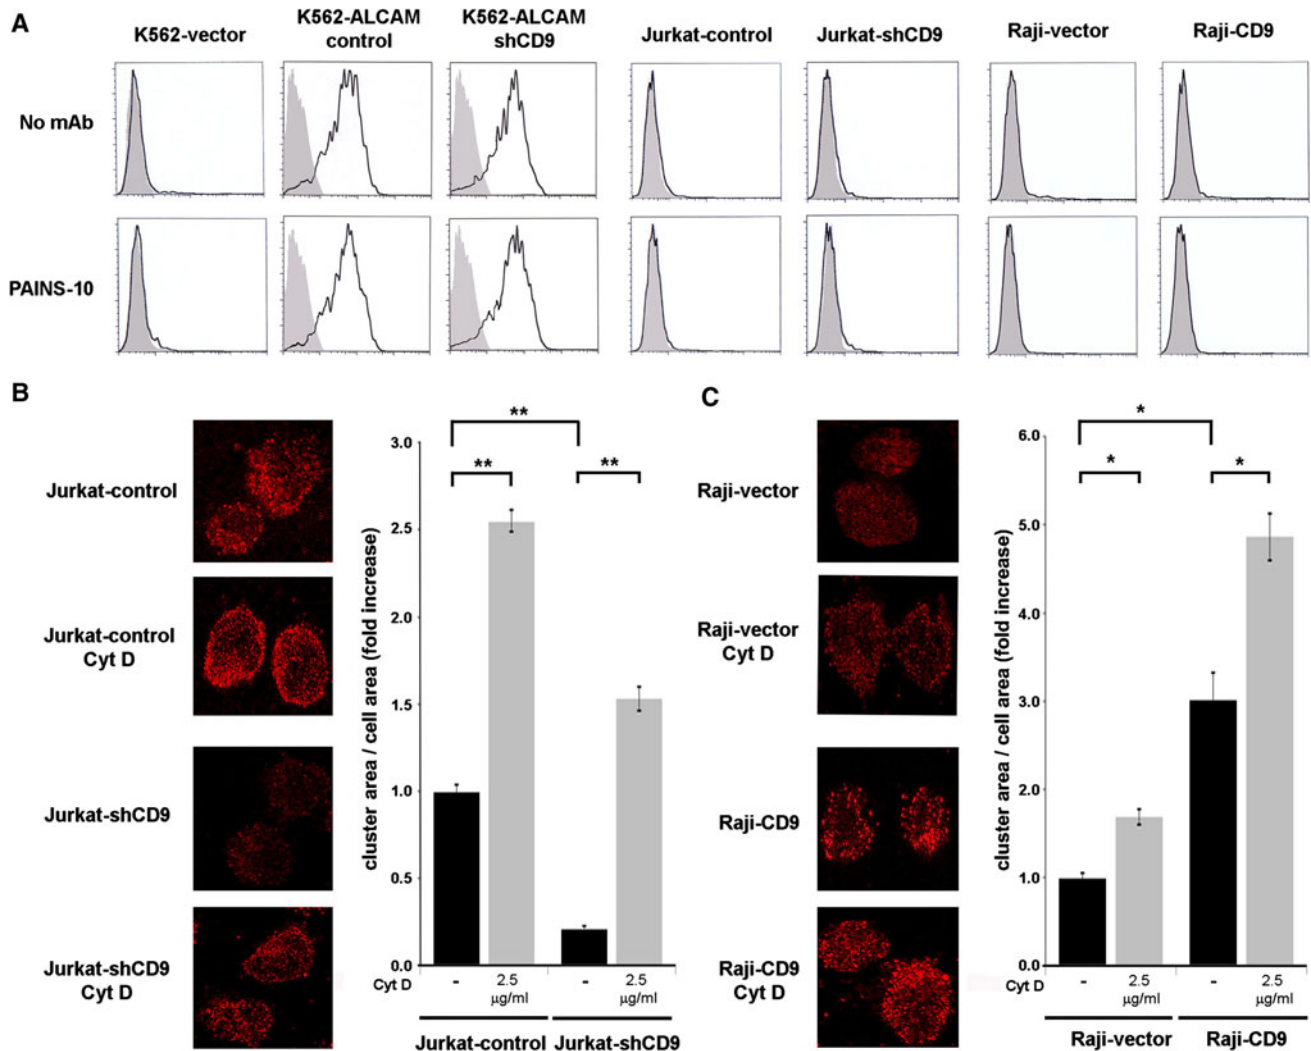 A
K562-vector
K562-ALCAM
control
K562-ALCAM
shCD9
Jurkat-control
Jurkat-shCD9
Raji-vector
Raji-CD9
No mAb
PAINS-10
B
Jurkat-control
Jurkat-control
Cyt D
Jurkat-shCD9
Jurkat-shCD9
Cyt D
cluster area / cell area (fold increase)
3.0
2.5
2.0
1.5
1.0
0.5
0.0
**
**
**
Cyt D
-
2.5
µg/ml
-
2.5
µg/ml
Jurkat-control
Jurkat-shCD9
C
Raji-vector
Raji-vector
Cyt D
Raji-CD9
Raji-CD9
Cyt D
cluster area / cell area (fold increase)
6.0
5.0
4.0
3.0
2.0
1.0
0.0
*
*
*
Cyt D
-
2.5
µg/ml
-
2.5
µg/ml
Raji-vector
Raji-CD9